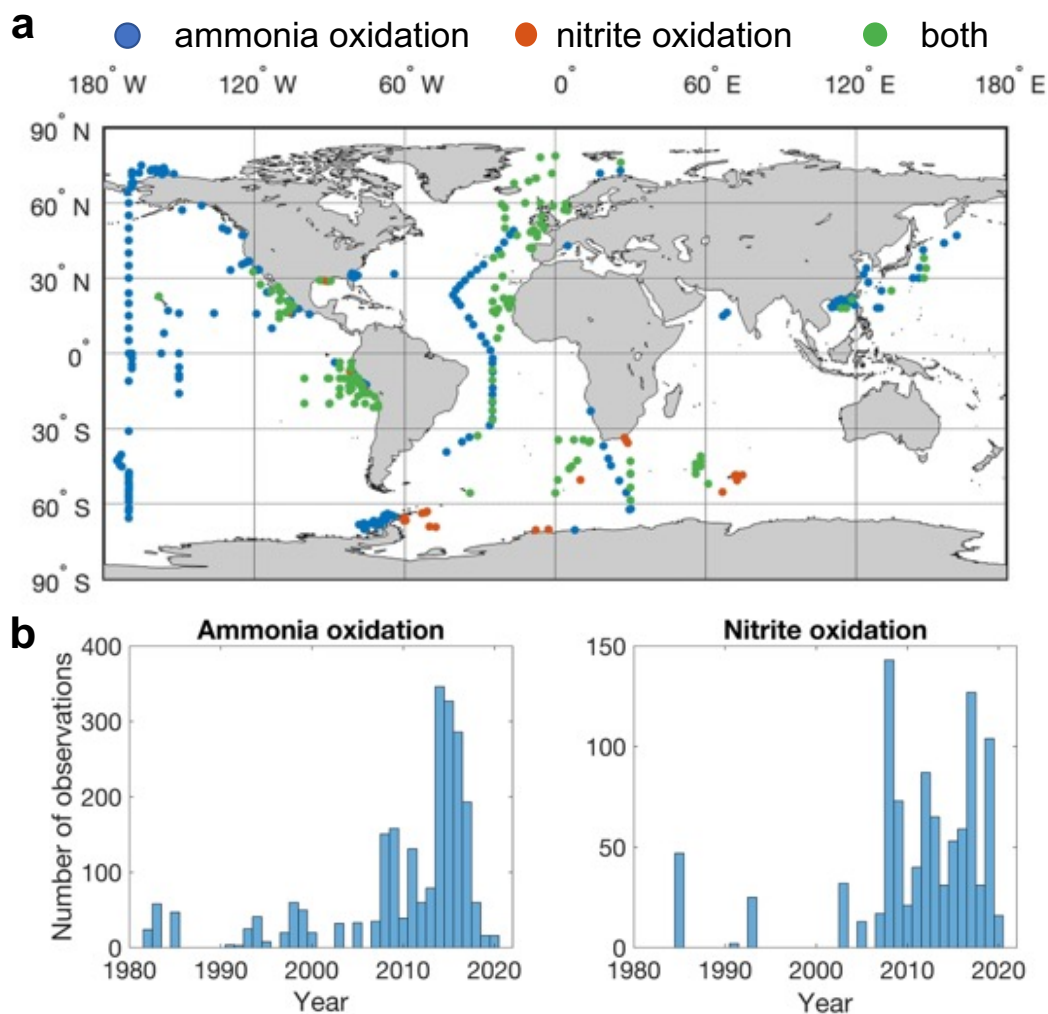 a
ammonia oxidation nitrite oxidation both
180° W 120° W 60° W 0° 60° E 120° E 180° E
90° N
60° N
30° N
0°
30° S
60° S
90° S
b
Ammonia oxidation Nitrite oxidation
400 150
300
100
200
50
100
0 0
Number of observations
1980 1990 2000 2010 2020 1980 1990 2000 2010 2020
Year Year